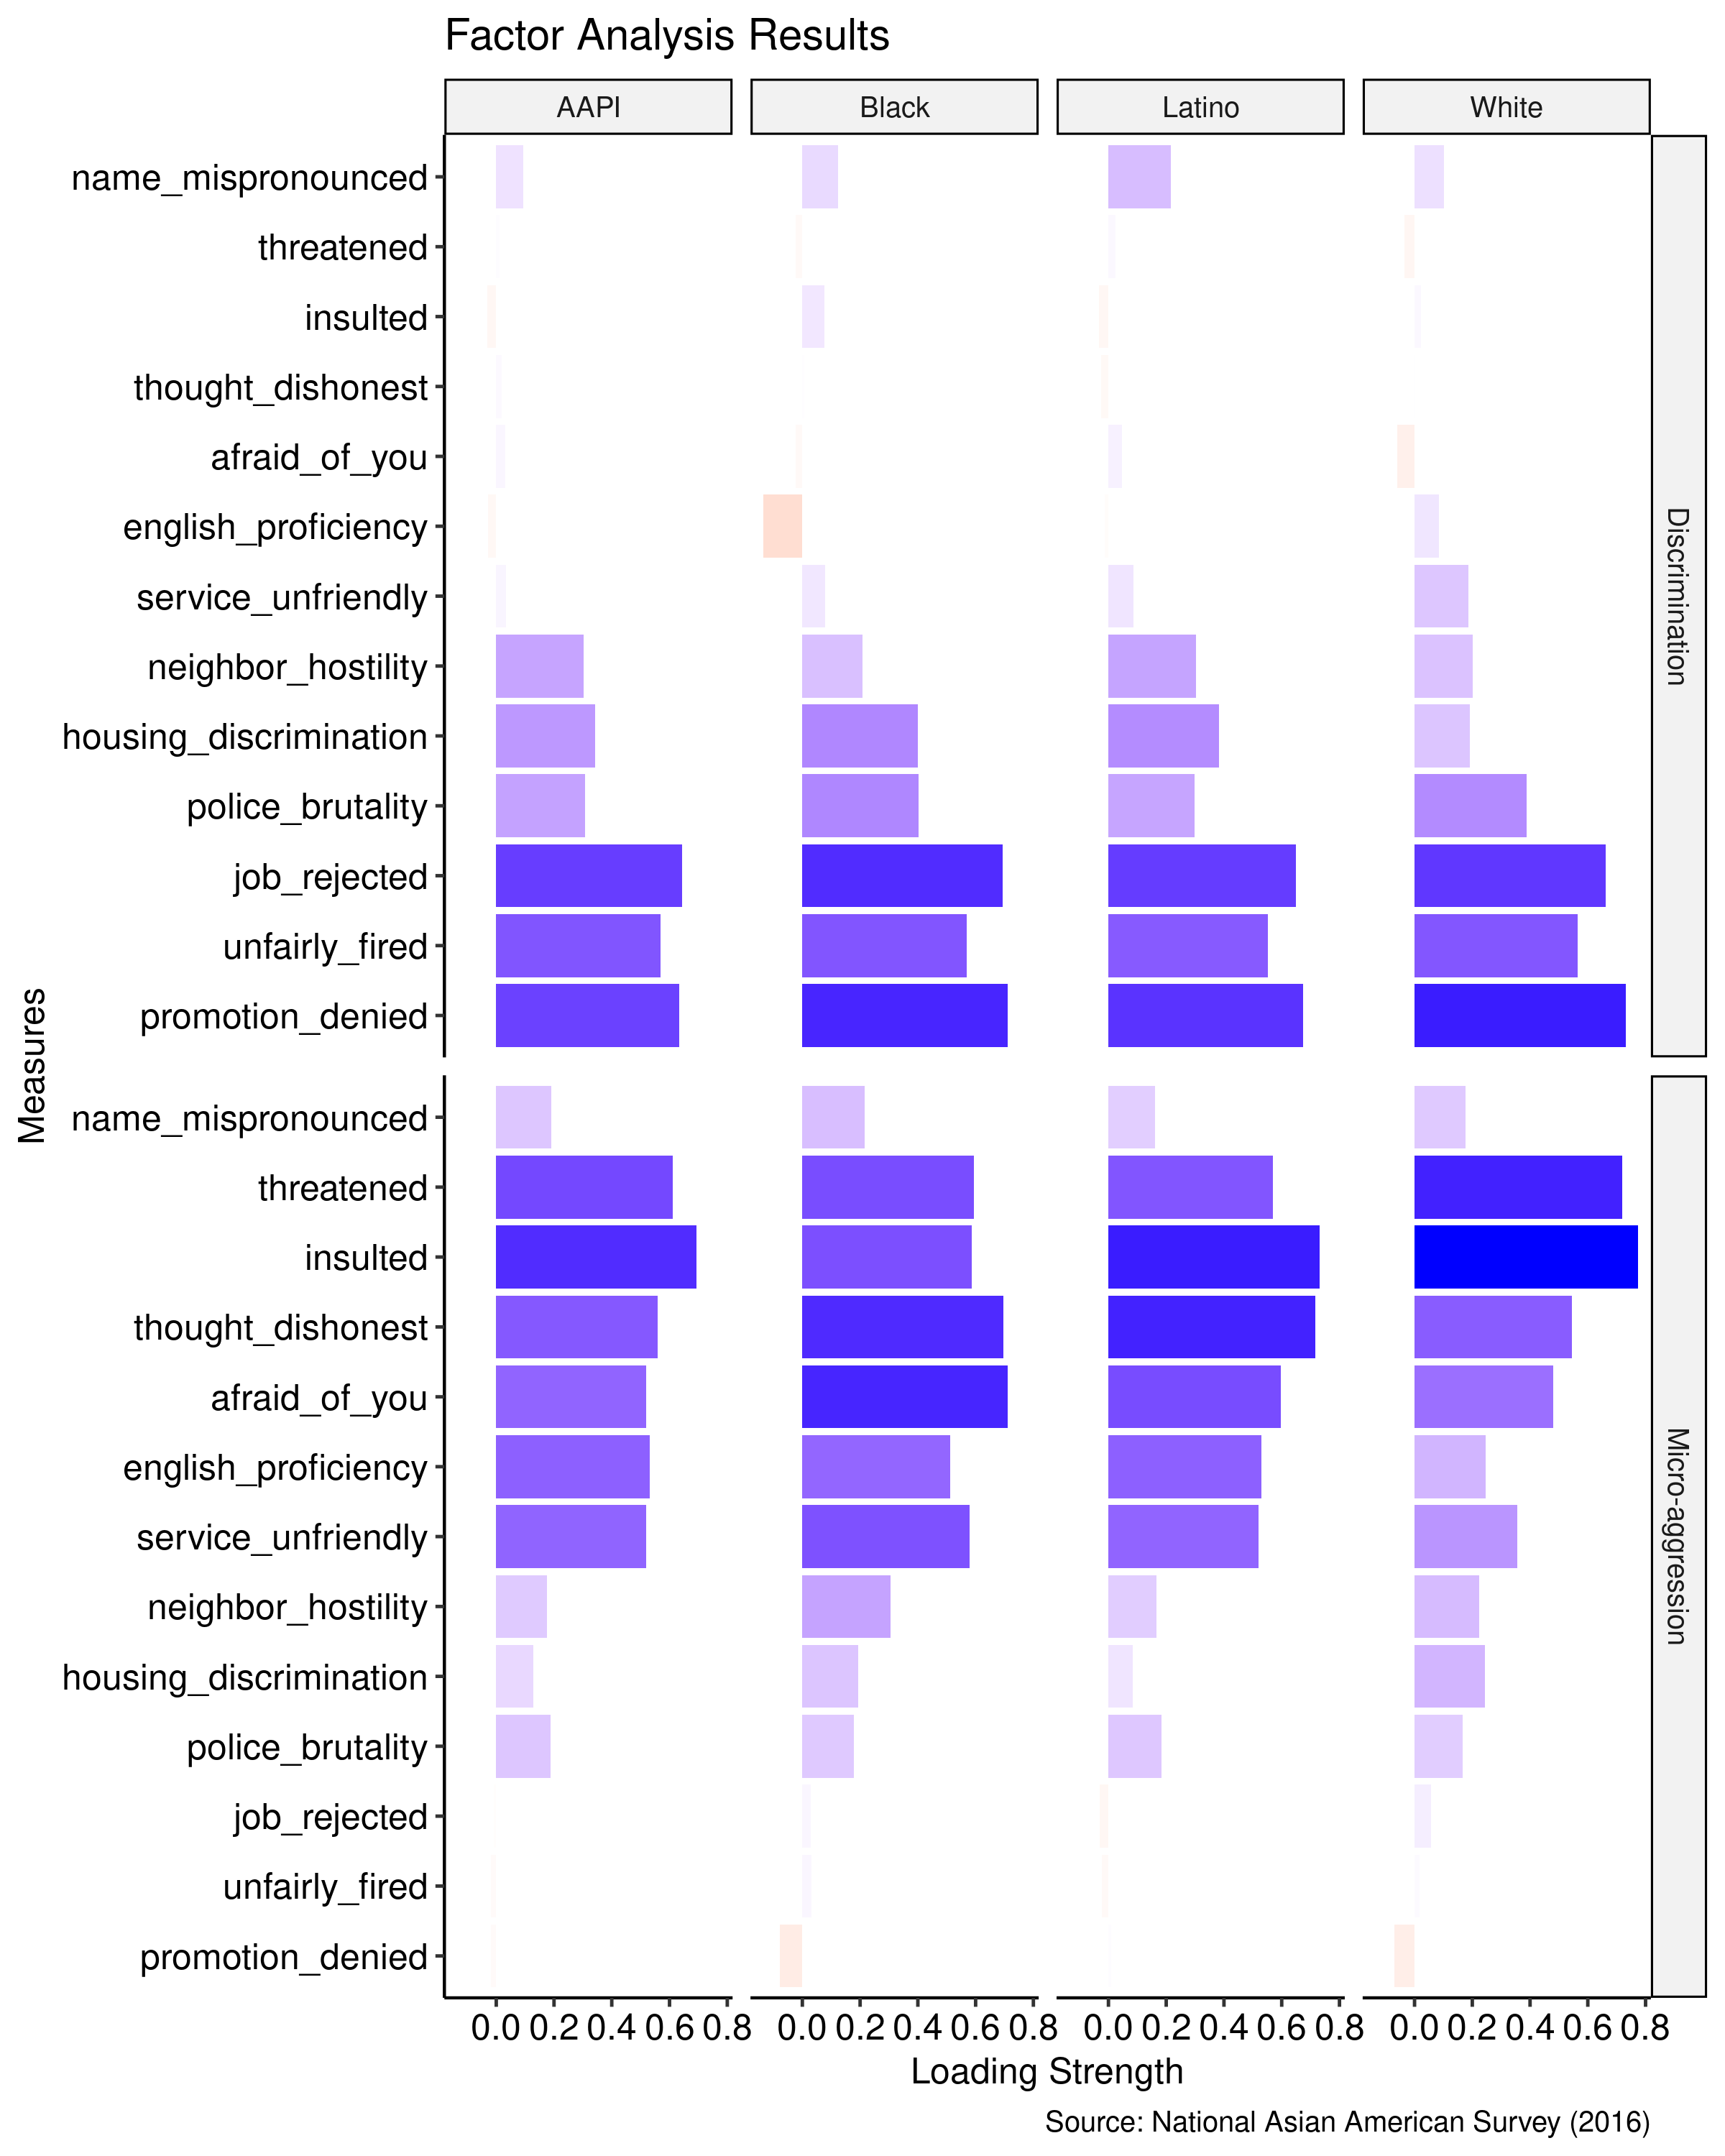 Factor Analysis Results
AAPI Black Latino White
name_mispronounced
threatened
insulted
thought_dishonest
afraid_of_you
english_proficiency
service_unfriendly
neighbor_hostility
housing_discrimination
police_brutality
job_rejected
unfairly_fired
promotion_denied
Discrimination
Measures
name_mispronounced
threatened
insulted
thought_dishonest
afraid_of_you
english_proficiency
service_unfriendly
neighbor_hostility
housing_discrimination
police_brutality
job_rejected
unfairly_fired
promotion_denied
Micro-aggression
0.0 0.2 0.4 0.6 0.8 0.0 0.2 0.4 0.6 0.8 0.0 0.2 0.4 0.6 0.8 0.0 0.2 0.4 0.6 0.8
Loading Strength
Source: National Asian American Survey (2016)